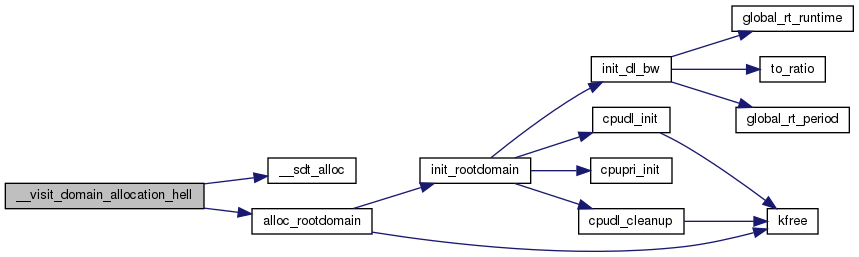 __visit_domain_allocation_hell
__sdt_alloc
alloc_rootdomain
init_rootdomain
init_dl_bw
cpudl_init
cpupri_init
cpudl_cleanup
global_rt_runtime
to_ratio
global_rt_period
kfree